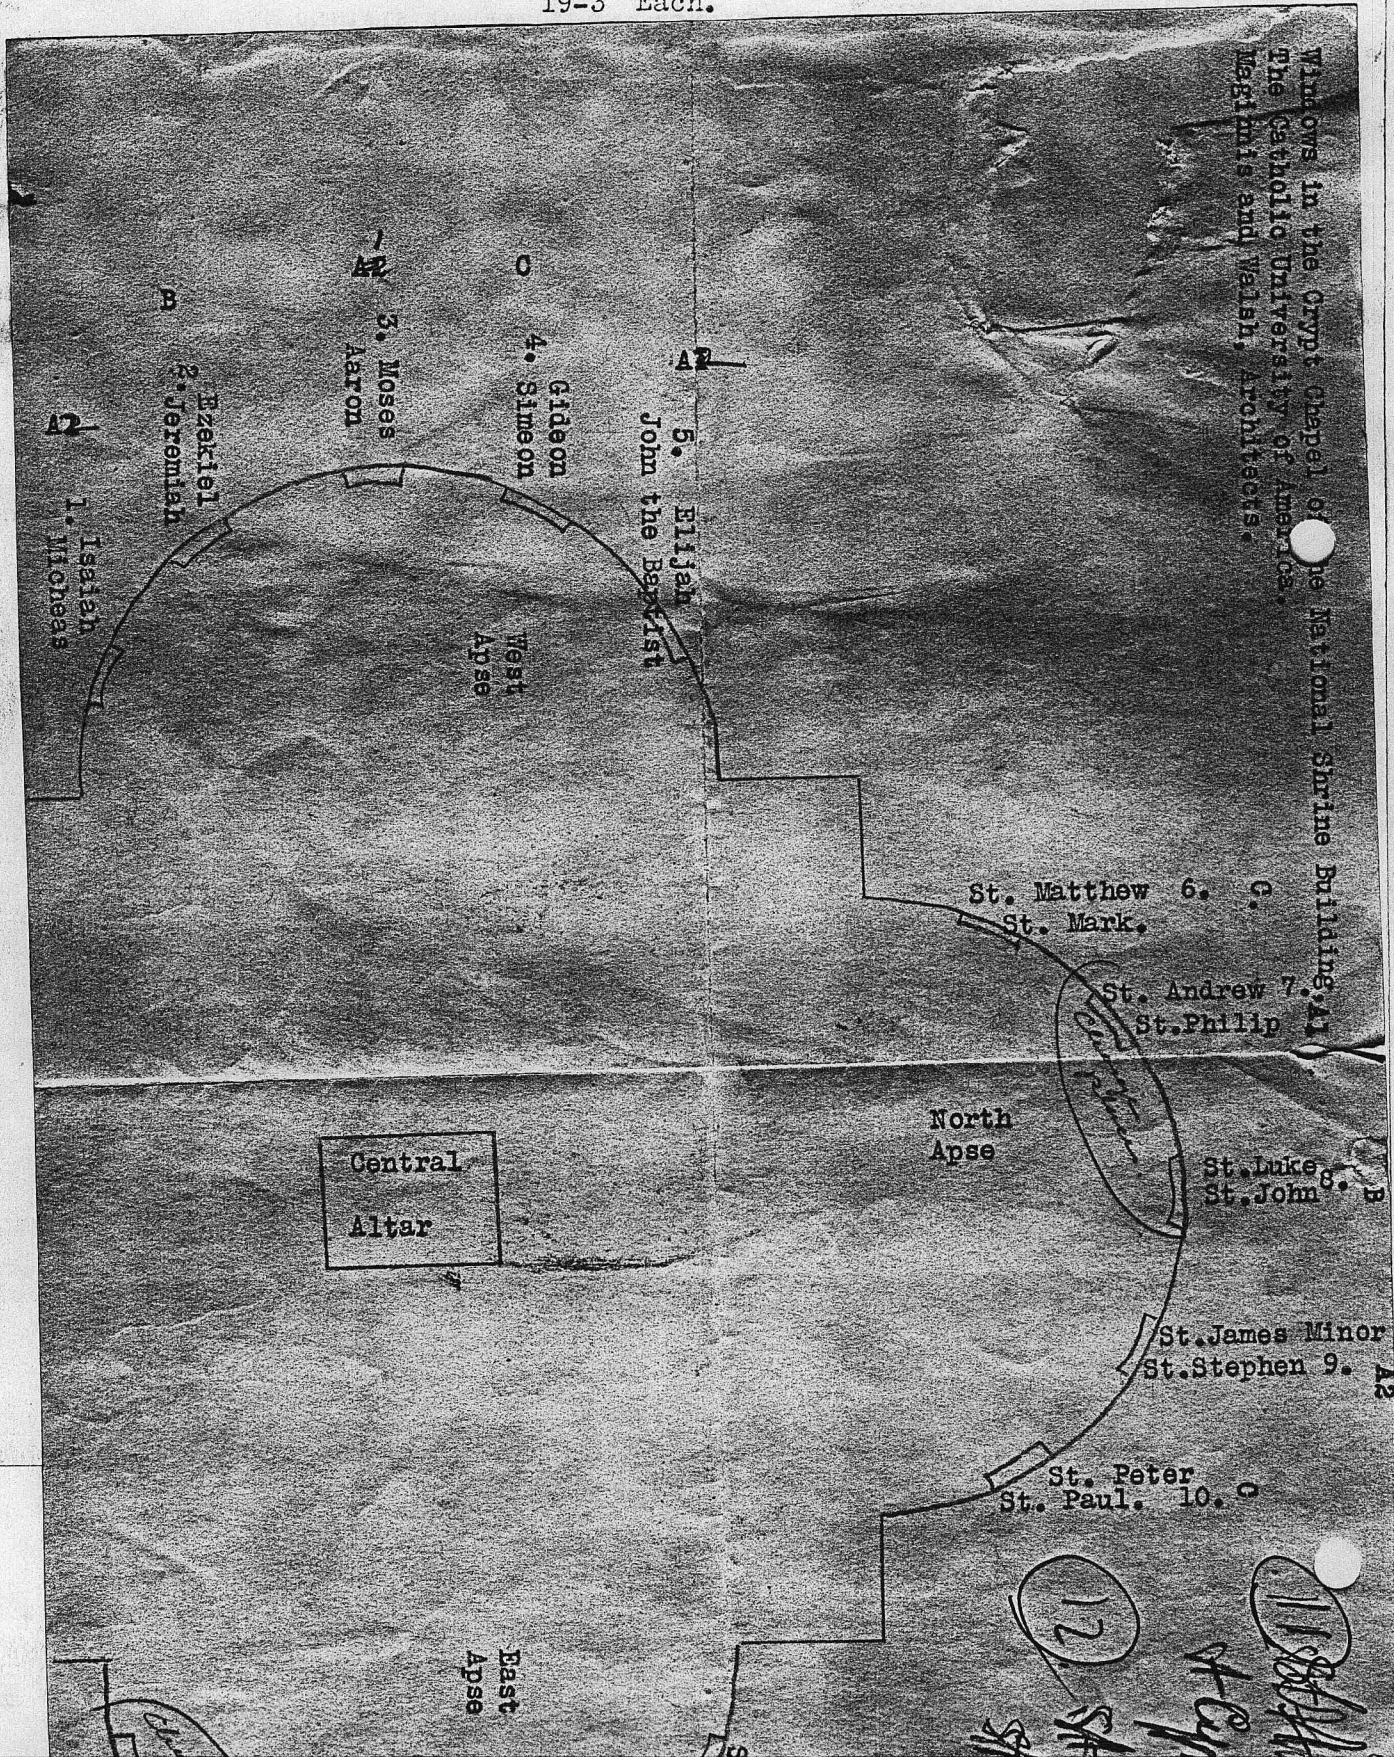 19-3 Each.
Windows in the Crypt Chapel of the National Shrine Building,
The Catholic University of America.
Maginnis and Walsh, Architects.
A2
1. Isaiah
Micheas
B
Ezekiel
2. Jeremiah
3. Moses
Aaron
C
Gideon
4. Simeon
5. Elijah
John the Baptist
West
Apse
St. Matthew 6. C.
St. Mark.
St. Andrew 7. A1
St.Philip
North
Apse
St.Luke
St.John 8. B
St.James Minor
St.Stephen 9. A2
St. Peter
St. Paul. 10. C
Central
Altar
East
Apse
11
12
St
St